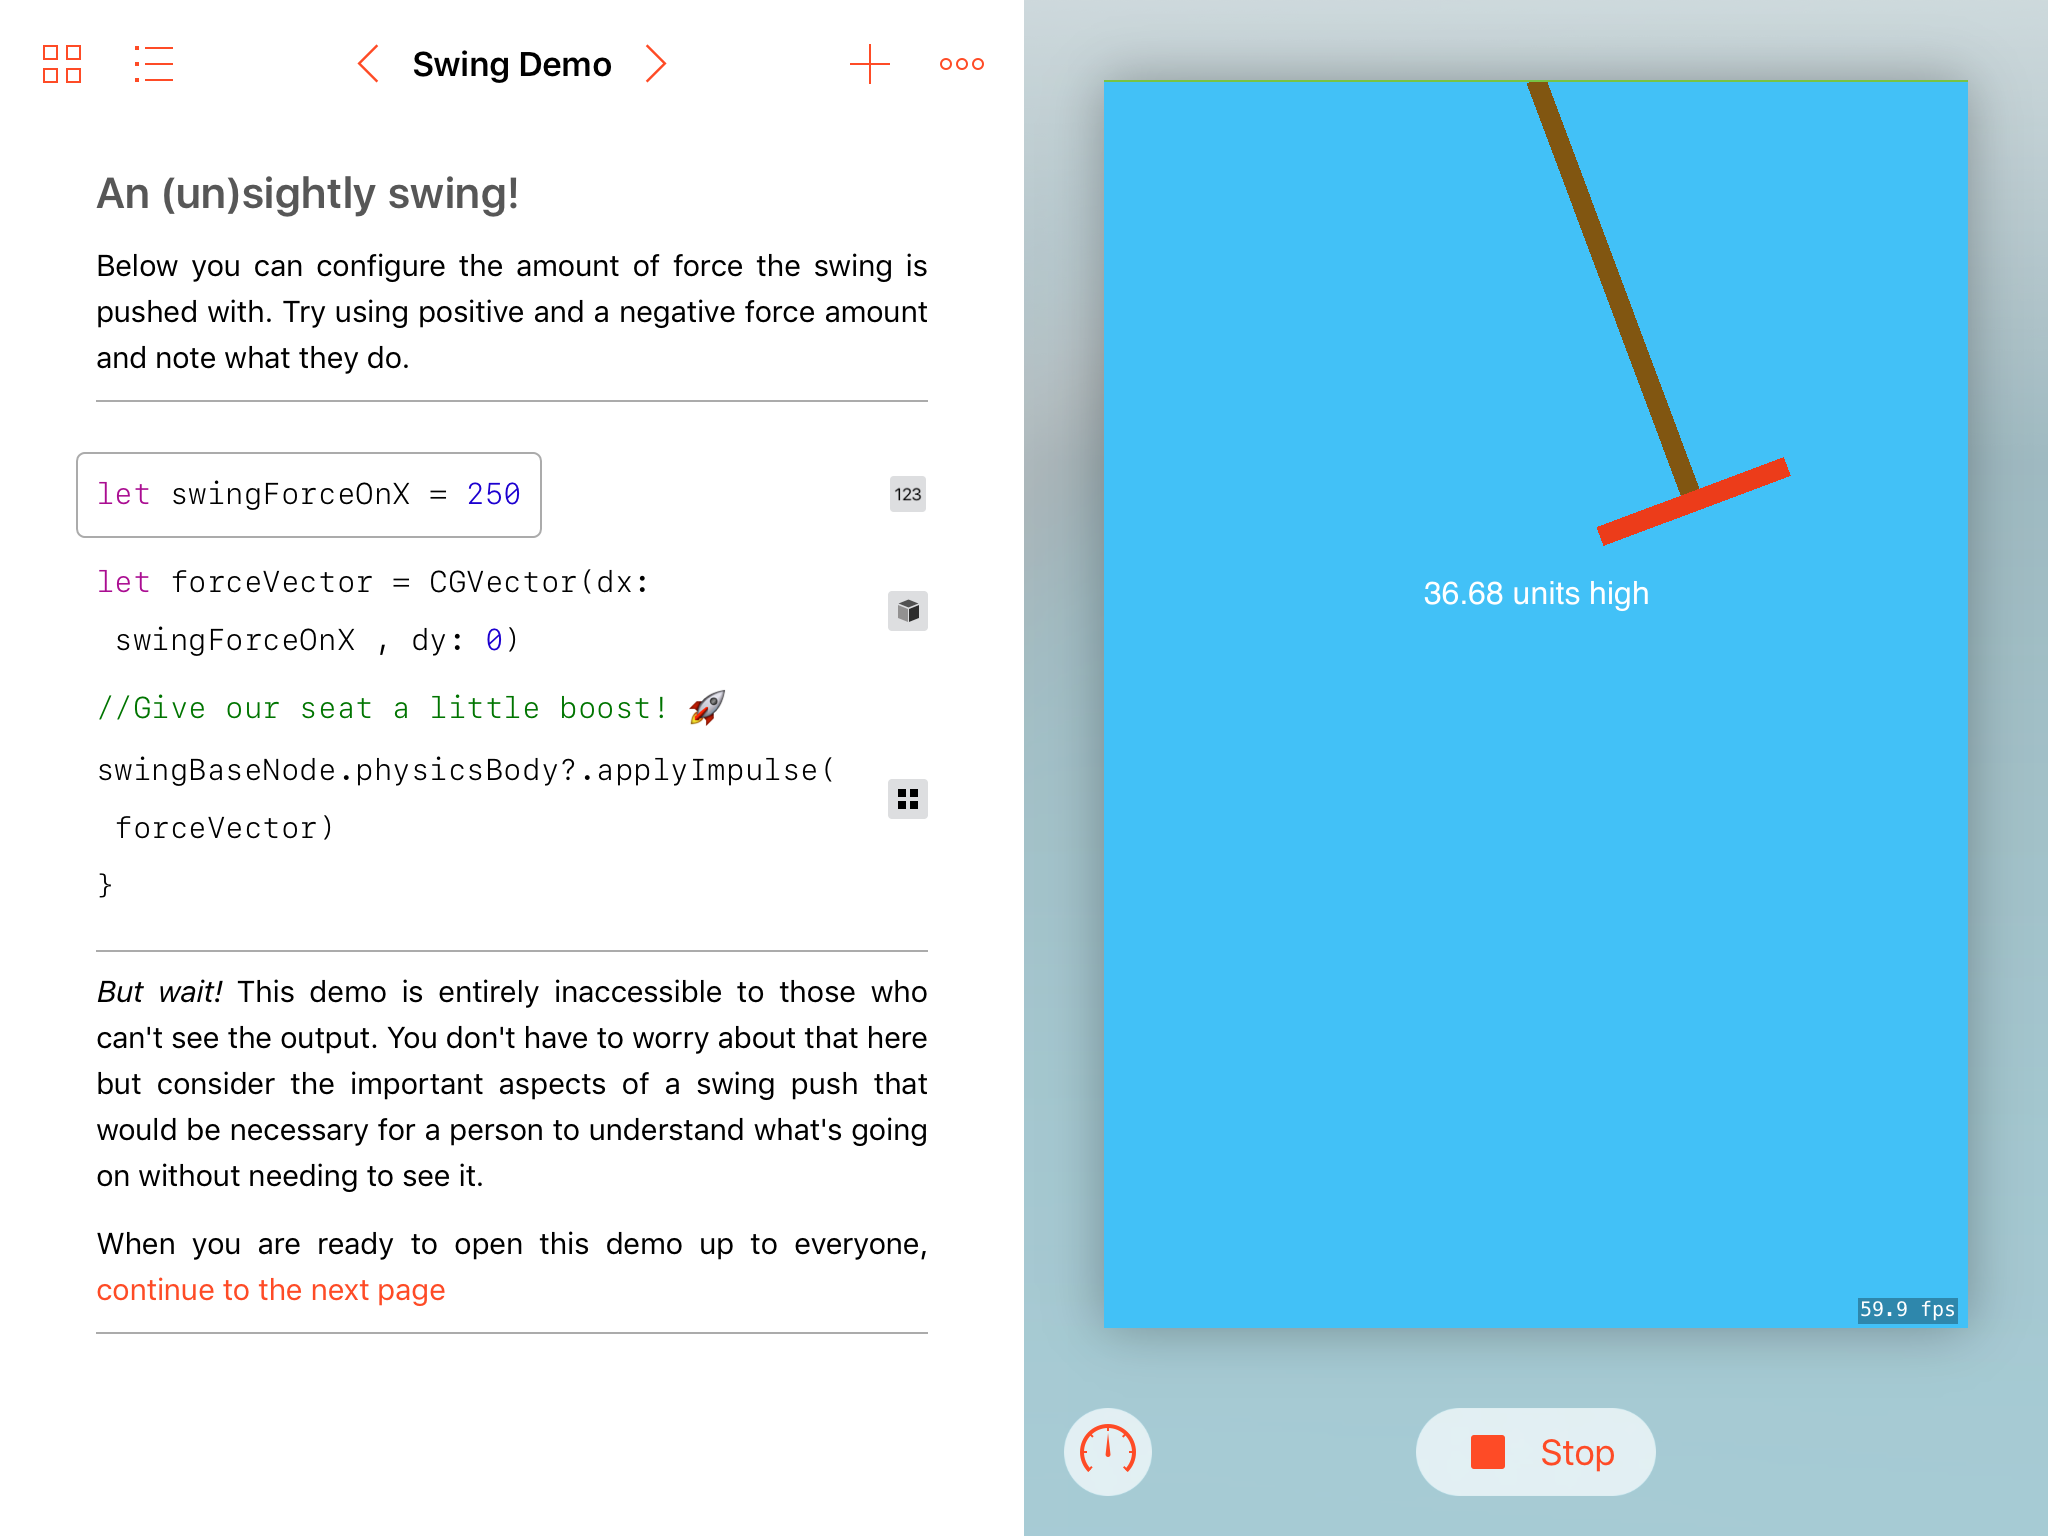 Swing Demo
An (un)sightly swing!
Below you can configure the amount of force the swing is
pushed with. Try using positive and a negative force amount
and note what they do.
let swingForceOnX = 250
123
let forceVector = CGVector(dx:
swingForceOnX , dy: 0)
//Give our seat a little boost! 🚀
swingBaseNode.physicsBody?.applyImpulse(
forceVector)
}
But wait! This demo is entirely inaccessible to those who
can't see the output. You don't have to worry about that here
but consider the important aspects of a swing push that
would be necessary for a person to understand what's going
on without needing to see it.
When you are ready to open this demo up to everyone,
continue to the next page
36.68 units high
59.9 fps
Stop